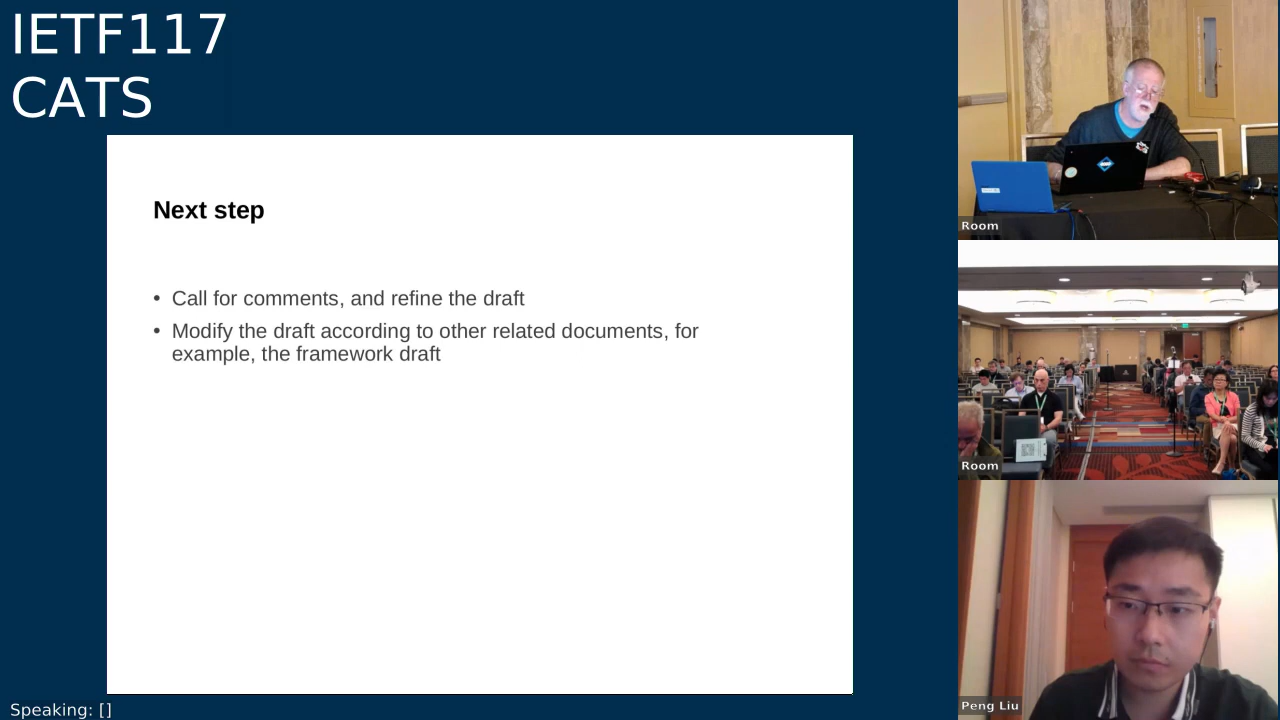 IETF117
CATS
Next step
• Call for comments, and refine the draft
• Modify the draft according to other related documents, for
example, the framework draft
Room
Room
Peng Liu
Speaking: []